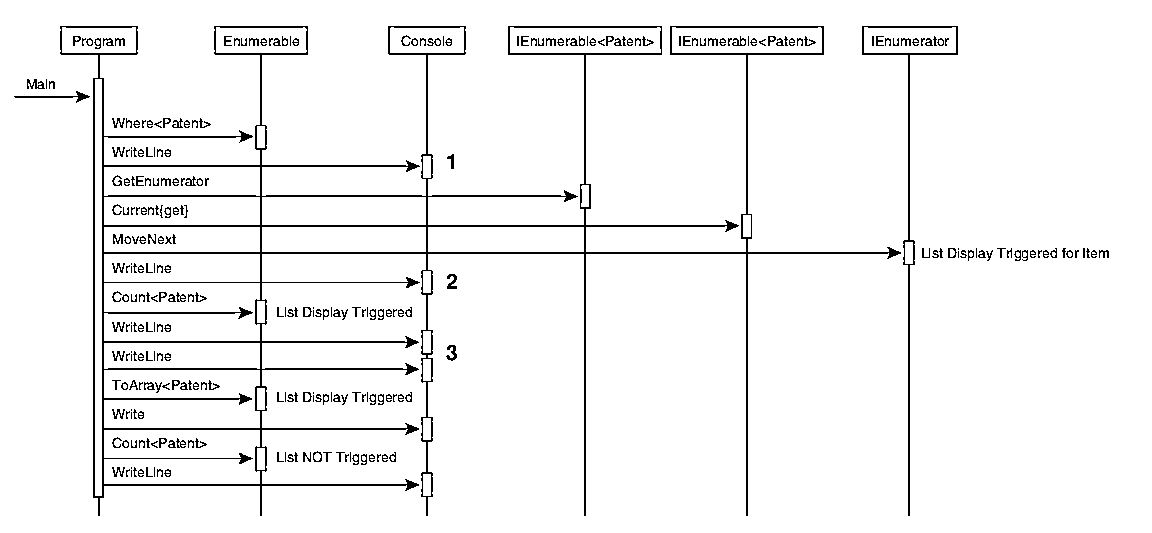 Program
Enumerable
Console
IEnumerable<Patent>
IEnumerable<Patent>
IEnumerator
Main
Where<Patent>
WriteLine
1
GetEnumerator
Current{get}
MoveNext
List Display Triggered for Item
WriteLine
2
Count<Patent>
List Display Triggered
WriteLine
3
WriteLine
ToArray<Patent>
List Display Triggered
Write
Count<Patent>
List NOT Triggered
WriteLine